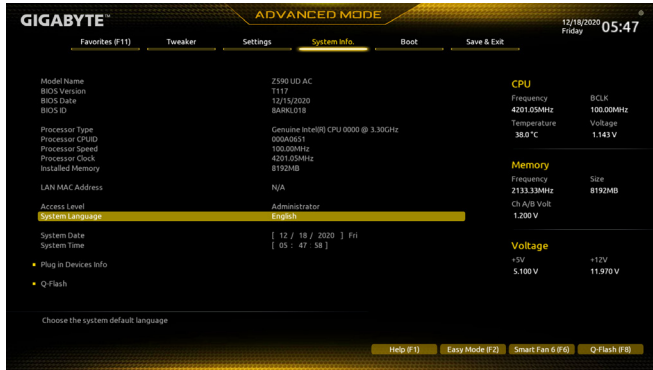 GIGABYTE™
ADVANCED MODE
12/18/2020 Friday 05:47
Favorites (F11) Tweaker Settings System Info. Boot Save & Exit
Model Name Z590 UD AC
BIOS Version T117
BIOS Date 12/15/2020
BIOS ID 8ARKL018
Processor Type Genuine Intel(R) CPU 0000 @ 3.30GHz
Processor CPUID 000A0651
Processor Speed 100.00MHz
Processor Clock 4201.05MHz
Installed Memory 8192MB
LAN MAC Address N/A
Access Level Administrator
System Language English
System Date [ 12 / 18 / 2020 ] Fri
System Time [ 05 : 47 : 58 ]
Plug in Devices Info
Q-Flash
CPU
Frequency BCLK
4201.05MHz 100.00MHz
Temperature Voltage
38.0 °C 1.143 V
Memory
Frequency Size
2133.33MHz 8192MB
Ch A/B Volt
1.200 V
Voltage
+5V +12V
5.100 V 11.970 V
Choose the system default language
Help (F1) Easy Mode (F2) Smart Fan 6 (F6) Q-Flash (F8)